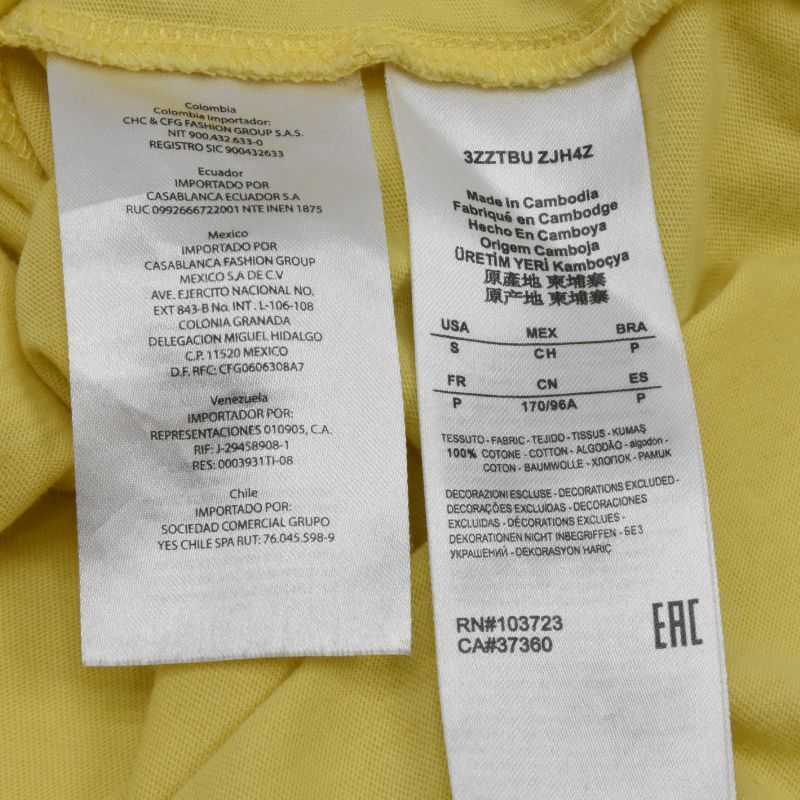 Colombia
Colombia Importador:
CHC & CFG FASHION GROUP S.A.S.
NIT 900.432.633-0
REGISTRO SIC 900432633
Ecuador
IMPORTADO POR
CASABLANCA ECUADOR S.A
RUC 0992666722001 NTE INEN 1875
Mexico
IMPORTADO POR
CASABLANCA FASHION GROUP
MEXICO S.A DE C.V
AVE. EJERCITO NACIONAL NO.
EXT 843-B No. INT . L-106-108
COLONIA GRANADA
DELEGACION MIGUEL HIDALGO
C.P. 11520 MEXICO
D.F. RFC: CFG0606308A7
Venezuela
IMPORTADOR POR:
REPRESENTACIONES 010905, C.A.
RIF: J-29458908-1
RES: 0003931TI-08
Chile
IMPORTADO POR:
SOCIEDAD COMERCIAL GRUPO
YES CHILE SPA RUT: 76.045.598-9
3ZZTBU ZJH4Z
Made in Cambodia
Fabriqué en Cambodge
Hecho En Camboya
Origem Camboja
ÜRETİM YERİ Kamboçya
原產地 柬埔寨
原产地 柬埔寨
USA MEX BRA
S CH P
FR CN ES
P 170/96A P
TESSUTO - FABRIC - TEJIDO - TISSUS - KUMAŞ
100% COTONE - COTTON - ALGODÃO - algodón -
COTON - BAUMWOLLE - ХЛОПОК - PAMUK
DECORAZIONI ESCLUSE - DECORATIONS EXCLUDED -
DECORAÇÕES EXCLUIDAS - DECORACIONES
EXCLUIDAS - DÉCORATIONS EXCLUES -
DEKORATIONEN NICHT INBEGRIFFEN - БЕЗ
УКРАШЕНИЙ - DEKORASYON HARIÇ
RN#103723
CA#37360
EAC